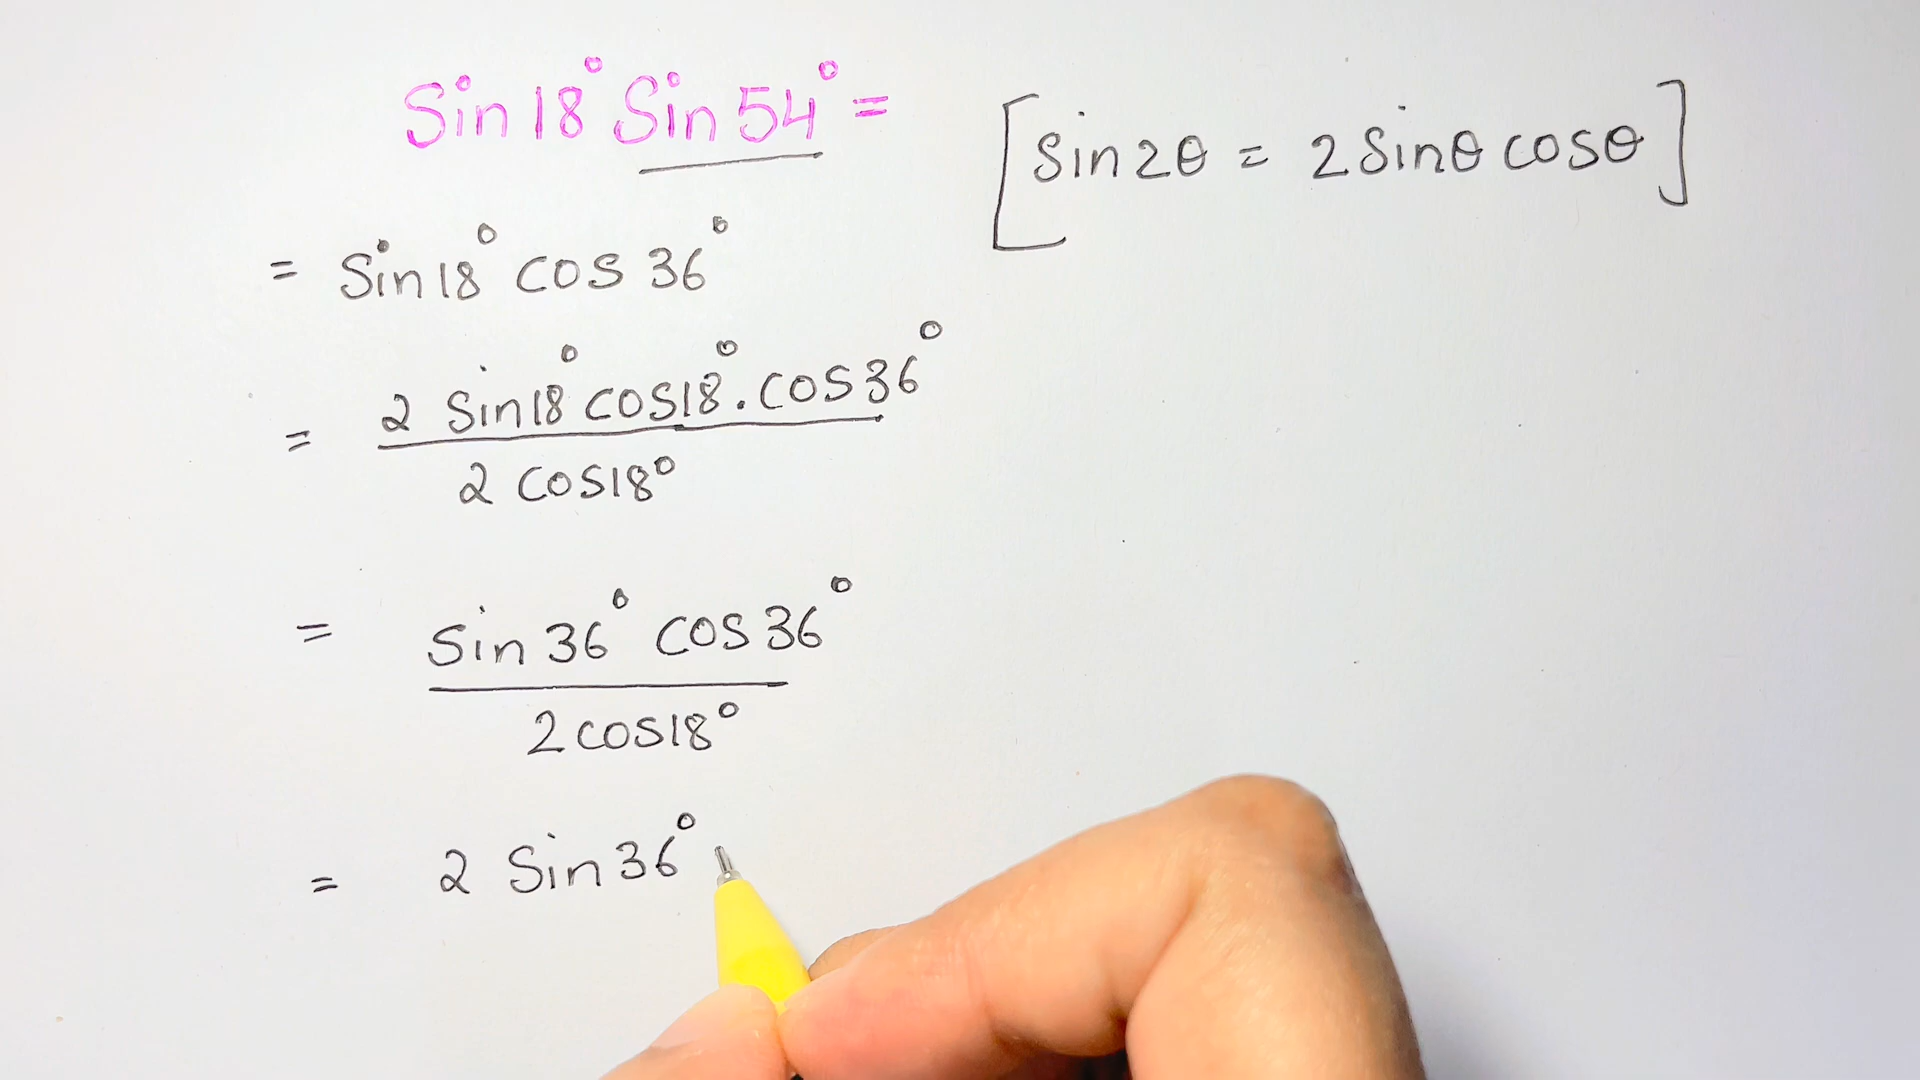 Sin 18° Sin 54° =
[Sin 2θ = 2 Sinθ cosθ]
= Sin 18° cos 36°
= 2 Sin 18° cos 18° . cos 36°
2 cos 18°
= Sin 36° cos 36°
2 cos 18°
= 2 Sin 36°